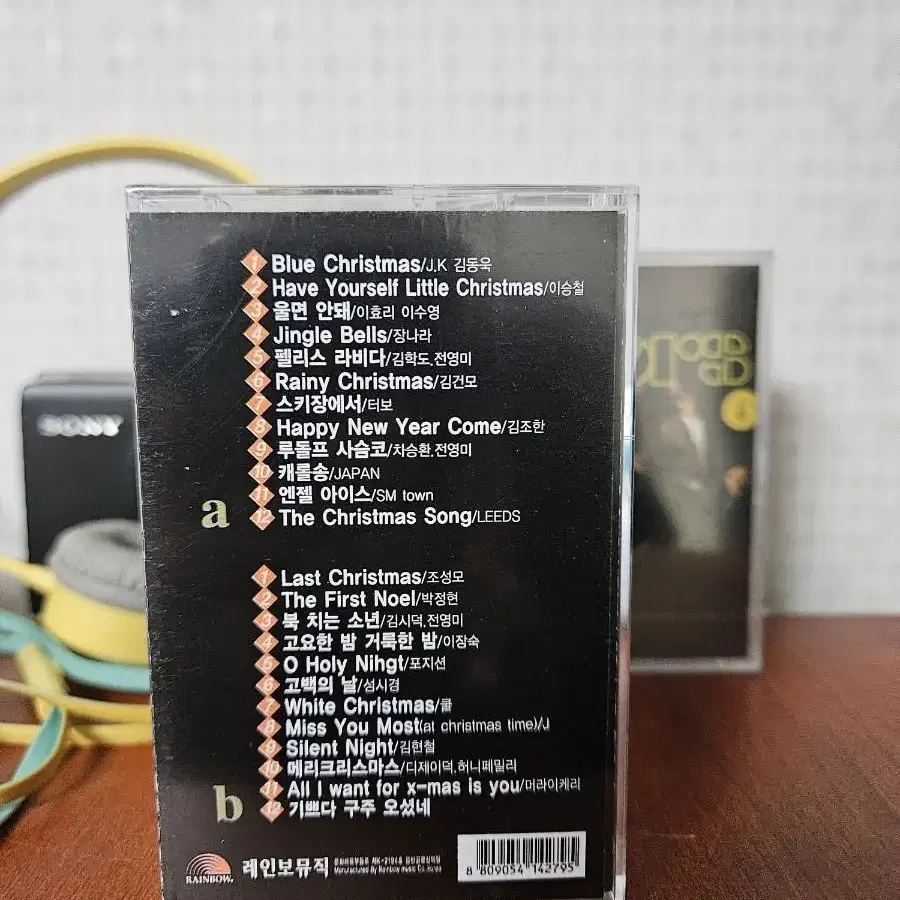 1 Blue Christmas/J.K 김동욱
2 Have Yourself Little Christmas/이승철
3 울면 안돼/이효리 이수영
4 Jingle Bells/장나라
5 펠리스 라비다/김학도.전영미
6 Rainy Christmas/김건모
7 스키장에서/터보
8 Happy New Year Come/김조한
9 루돌프 사슴코/차승환.전영미
10 캐롤송/JAPAN
11 엔젤 아이스/SM town
a 12 The Christmas Song/LEEDS
1 Last Christmas/조성모
2 The First Noel/박정현
3 북 치는 소년/김시덕.전영미
4 고요한 밤 거룩한 밤/이장숙
5 O Holy Nihgt/포지션
6 고백의 날/성시경
7 White Christmas/쿨
8 Miss You Most(at christmas time)/J
9 Silent Night/김현철
10 메리크리스마스/디제이덕.허니페밀리
11 All I want for x-mas is you/머라이케리
b 12 기쁘다 구주 오셨네
RAINBOW.
레인보뮤직
Manufactured By Rainbow music Co.,Korea
8 809054 142795
SONY